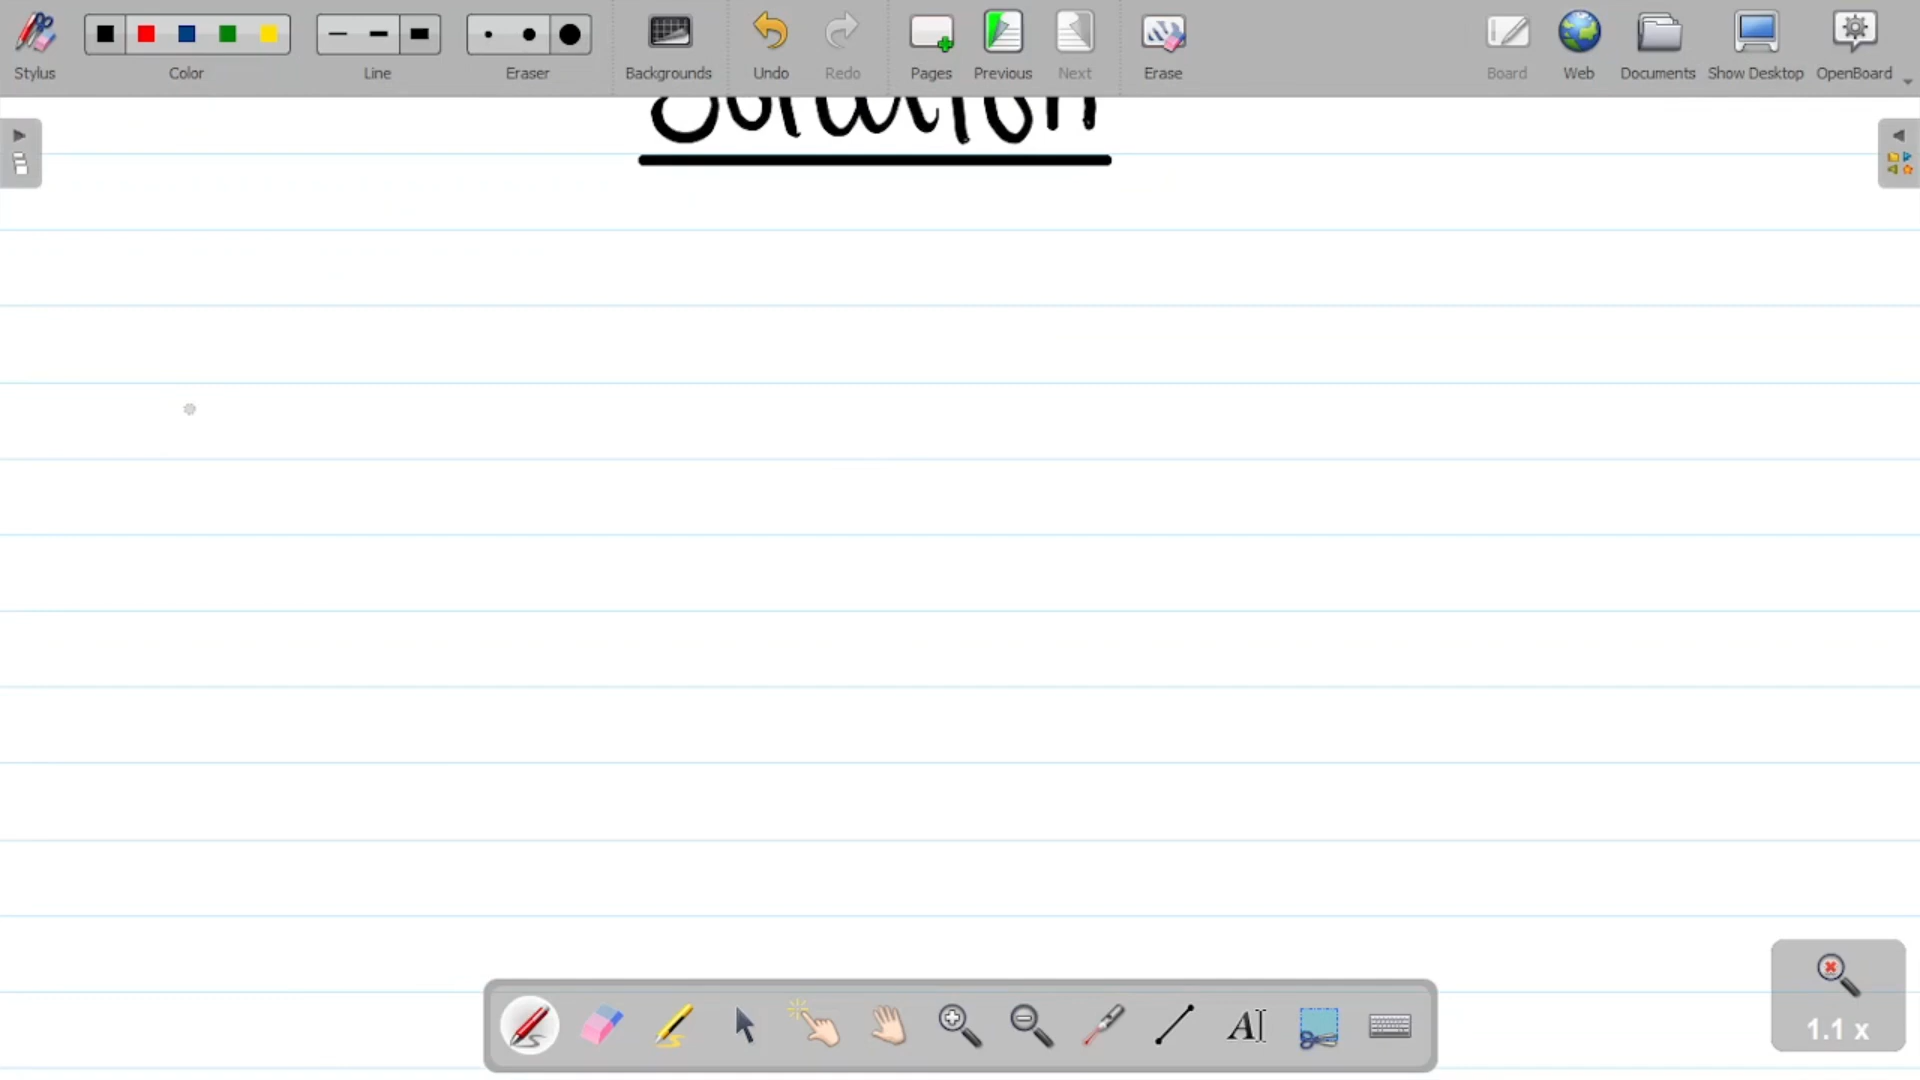 Stylus Color Line Eraser Backgrounds Undo Redo Pages Previous Next Erase Board Web Documents Show Desktop OpenBoard
Solution
1.1 x